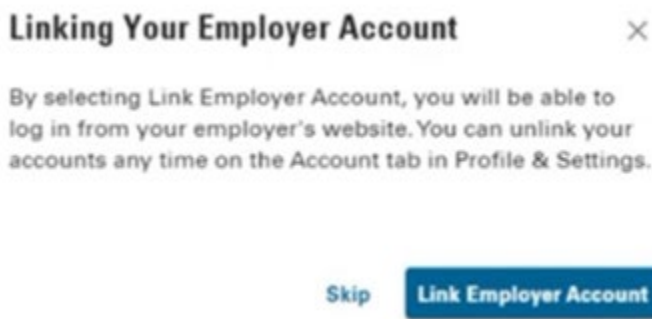 Linking Your Employer Account
By selecting Link Employer Account, you will be able to
log in from your employer's website. You can unlink your
accounts any time on the Account tab in Profile & Settings.
Skip
Link Employer Account